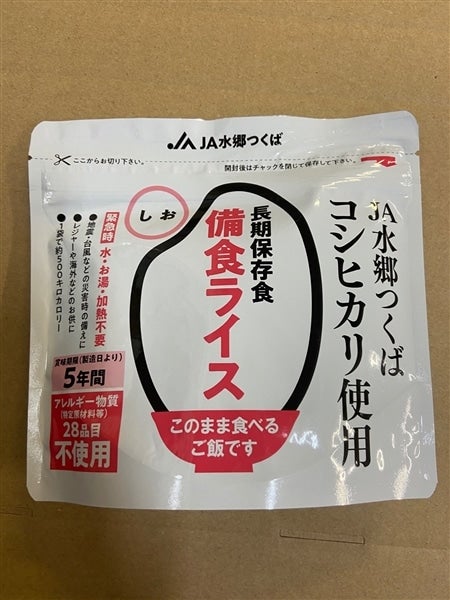 JA水郷つくば
ここからお切り下さい。
開封後はチャックを閉じて保存して下さい。
JA水郷つくば
コシヒカリ使用
長期保存食
備食ライス
しお
このまま食べる
ご飯です
緊急時 水・お湯・加熱不要
●地震・台風などの災害時の備えに
●レジャーや海外などのお供に
●1袋で約500キロカロリー
賞味期限(製造日より)
5年間
アレルギー物質
(特定原材料等)
28品目
不使用